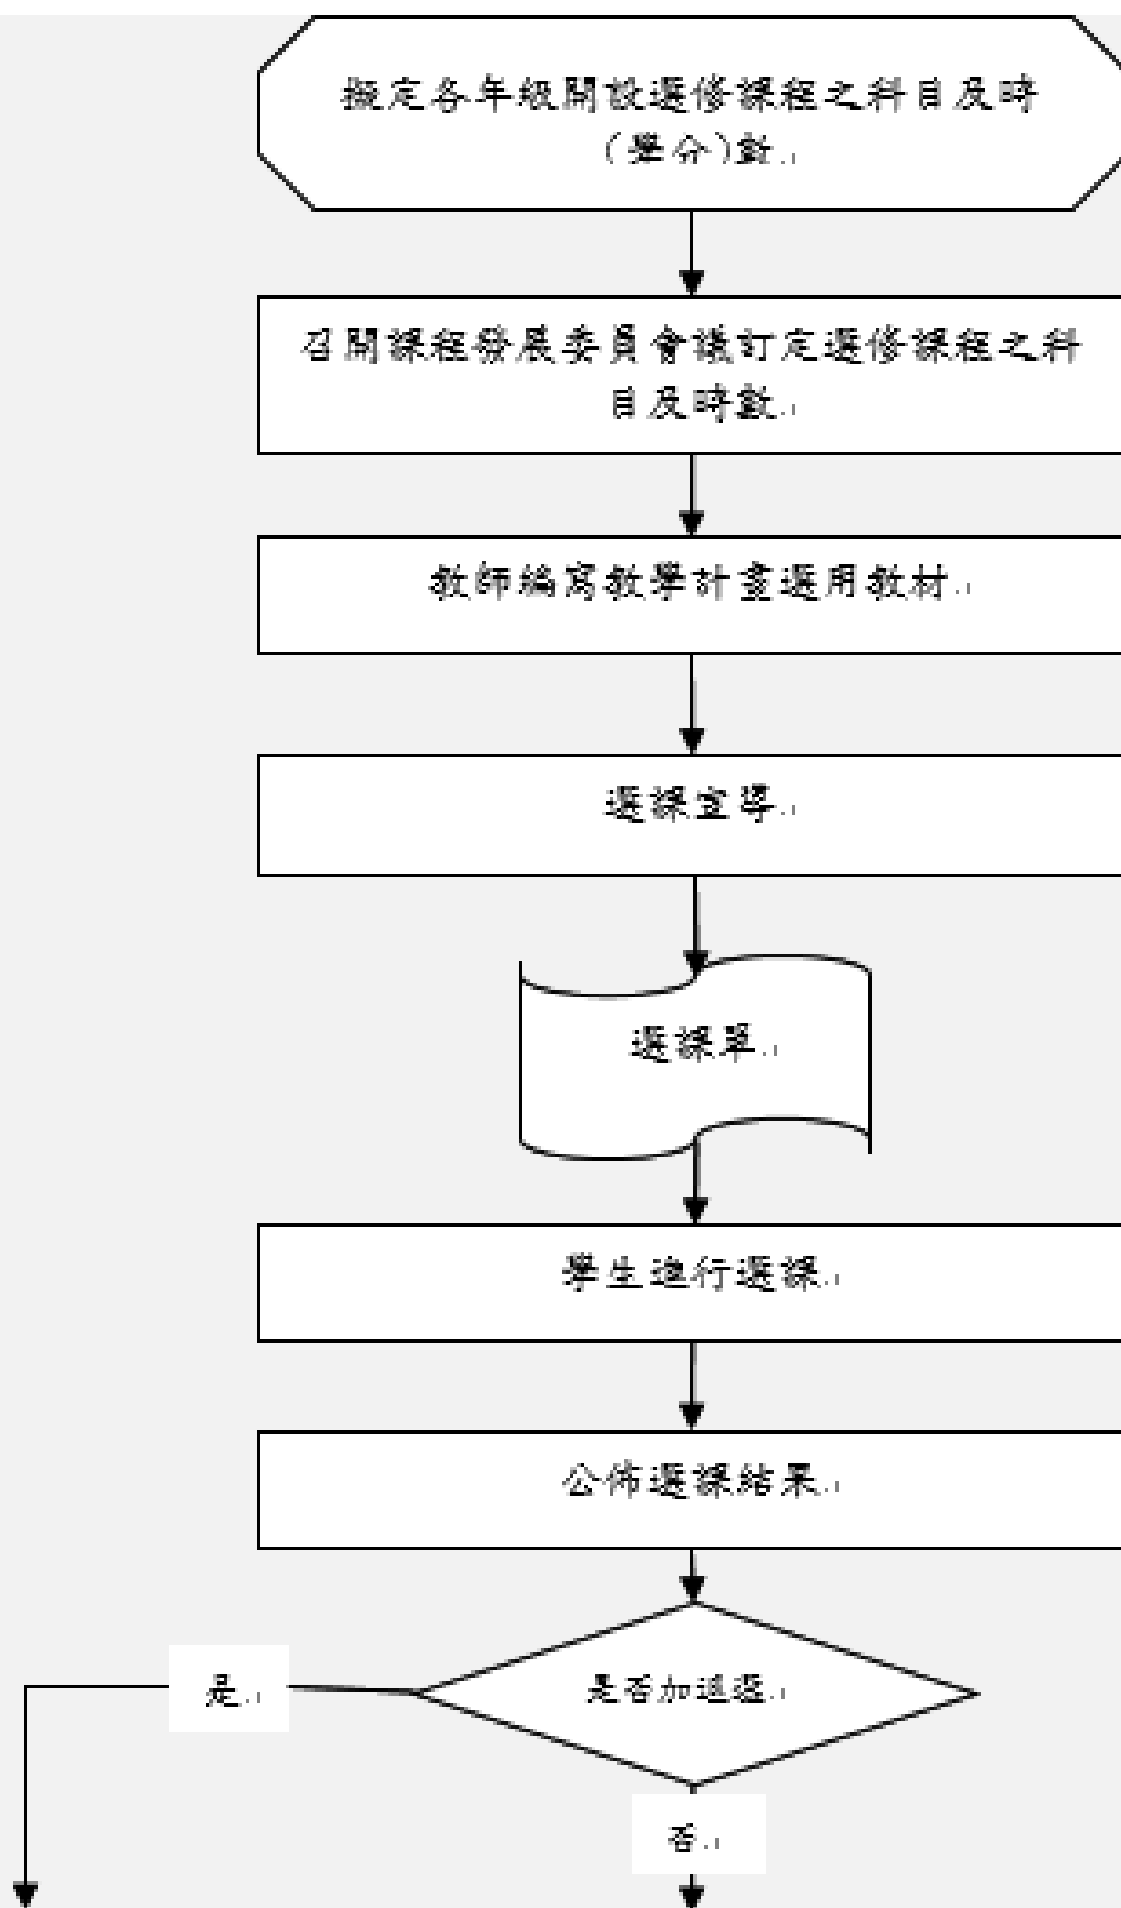 擬定各年級開設選修課程之科目及時
(學分)數
召開課程發展委員會議訂定選修課程之科
目及時數
教師編寫教學計畫選用教材
選課宣導
選課單
學生進行選課
公佈選課結果
是否加退選
是
否